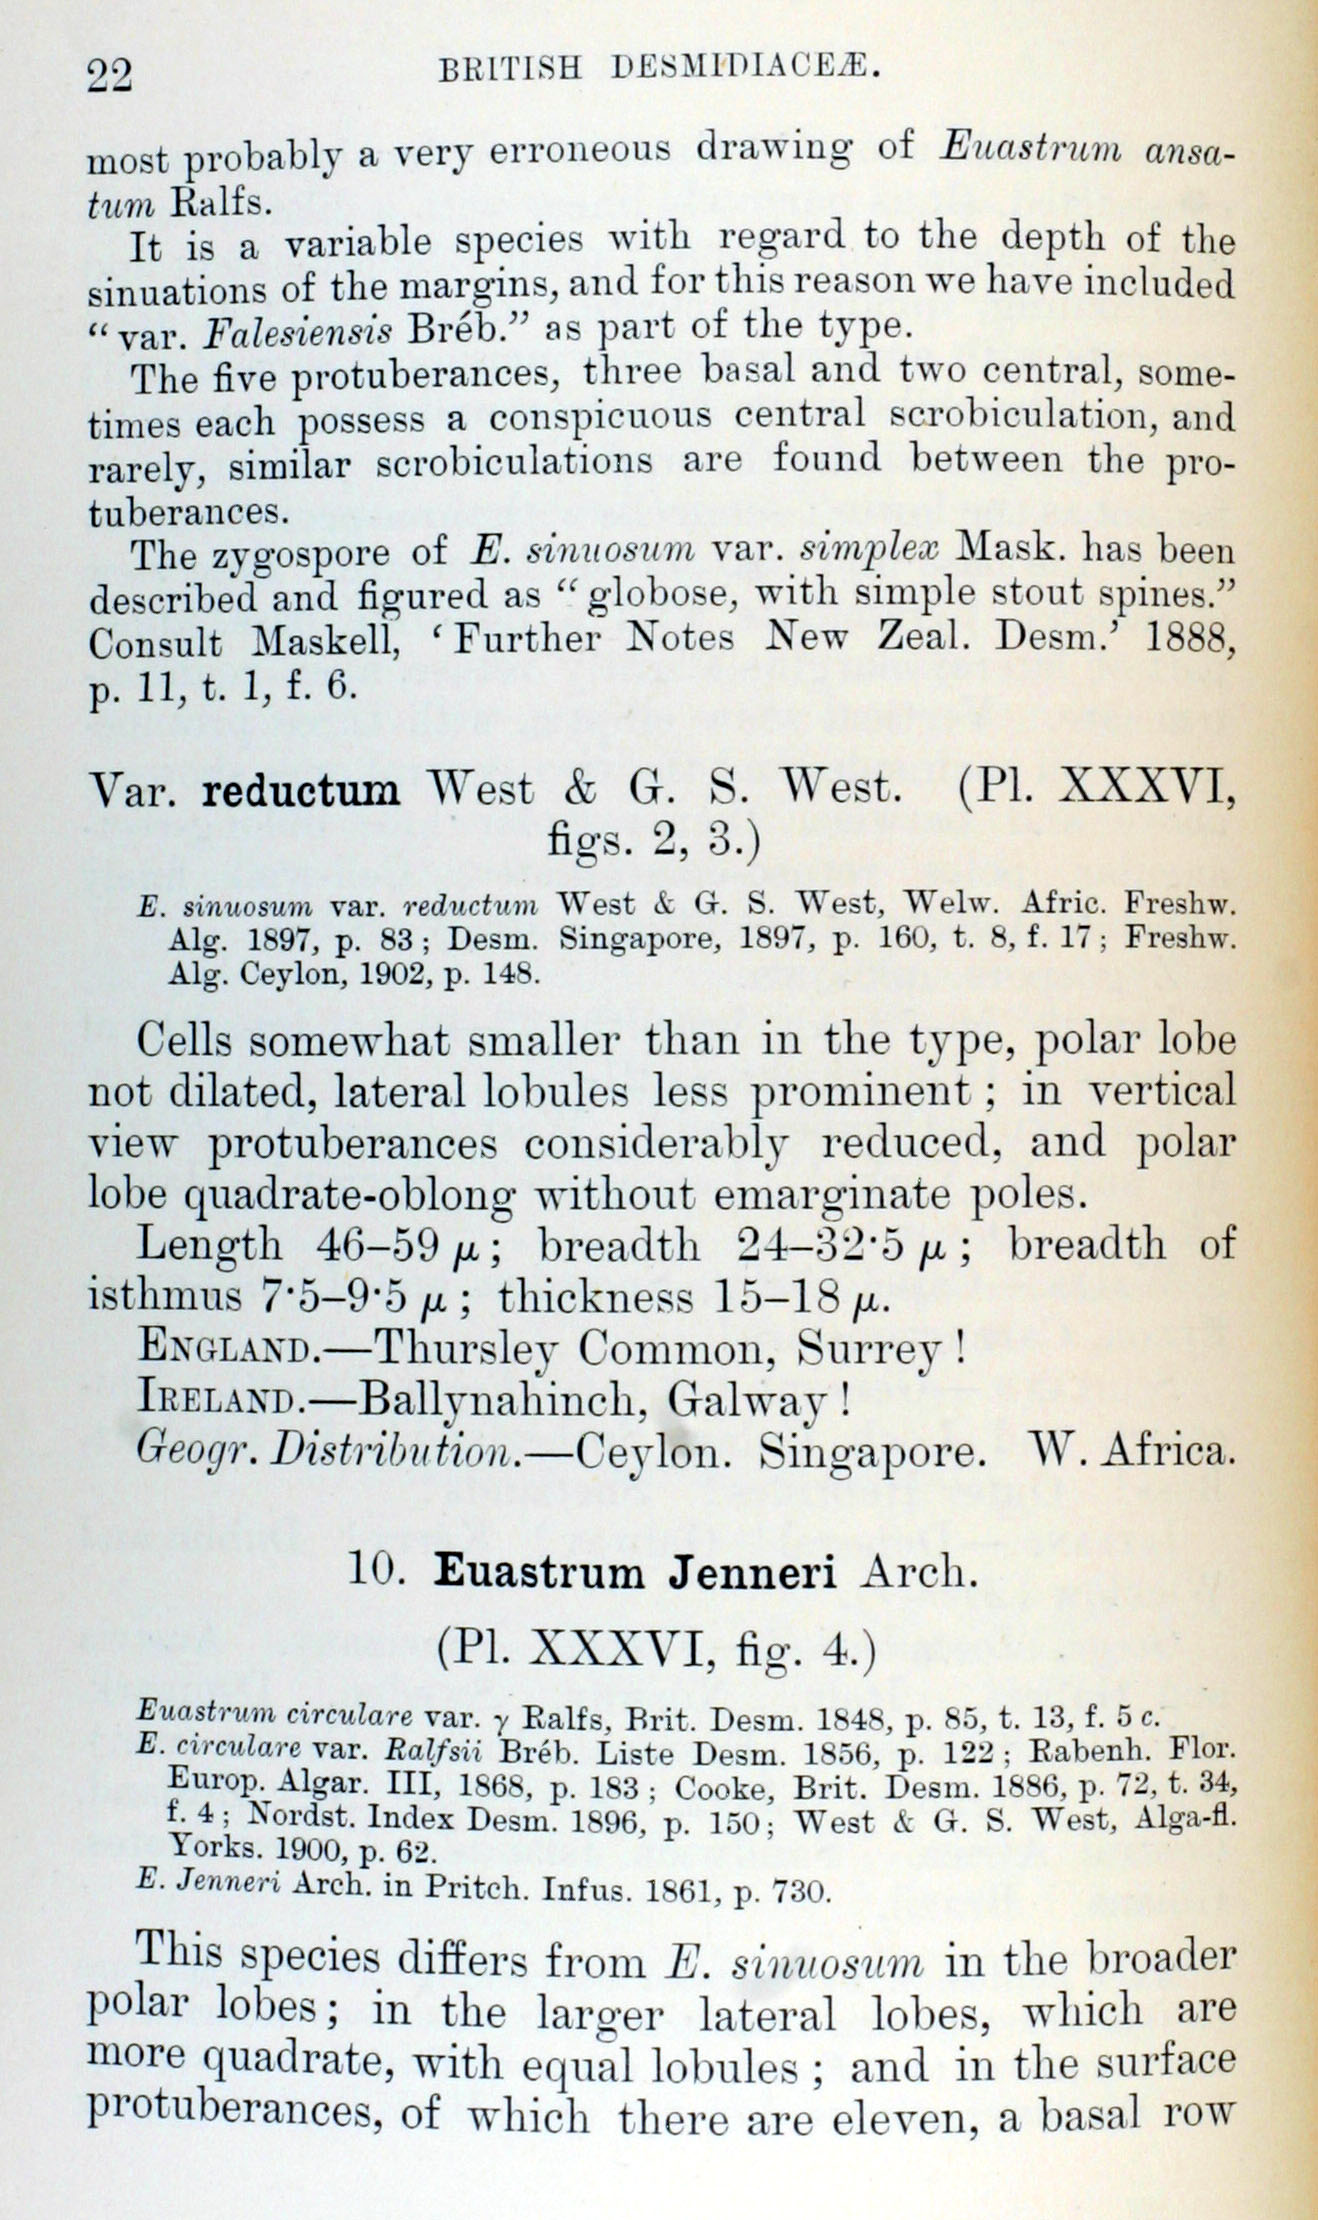 22
BRITISH DESMIDIACEÆ.
most probably a very erroneous drawing of Euastrum ansa-
tum Ralfs.
It is a variable species with regard to the depth of the
sinuations of the margins, and for this reason we have included
“var. Falesiensis Bréb.” as part of the type.
The five protuberances, three basal and two central, some-
times each possess a conspicuous central scrobiculation, and
rarely, similar scrobiculations are found between the pro-
tuberances.
The zygospore of E. sinuosum var. simplex Mask. has been
described and figured as “globose, with simple stout spines.”
Consult Maskell, ‘Further Notes New Zeal. Desm.’ 1888,
p. 11, t. 1, f. 6.
Var. reductum West & G. S. West. (Pl. XXXVI,
figs. 2, 3.)
E. sinuosum var. reductum West & G. S. West, Welw. Afric. Freshw.
Alg. 1897, p. 83; Desm. Singapore, 1897, p. 160, t. 8, f. 17; Freshw.
Alg. Ceylon, 1902, p. 148.
Cells somewhat smaller than in the type, polar lobe
not dilated, lateral lobules less prominent; in vertical
view protuberances considerably reduced, and polar
lobe quadrate-oblong without emarginate poles.
Length 46–59 μ; breadth 24–32·5 μ; breadth of
isthmus 7·5–9·5 μ; thickness 15–18 μ.
ENGLAND.—Thursley Common, Surrey!
IRELAND.—Ballynahinch, Galway!
Geogr. Distribution.—Ceylon. Singapore. W. Africa.
10. Euastrum Jenneri Arch.
(Pl. XXXVI, fig. 4.)
Euastrum circulare var. γ Ralfs, Brit. Desm. 1848, p. 85, t. 13, f. 5 c.
E. circulare var. Ralfsii Bréb. Liste Desm. 1856, p. 122; Rabenh. Flor.
Europ. Algar. III, 1868, p. 183; Cooke, Brit. Desm. 1886, p. 72, t. 34,
f. 4; Nordst. Index Desm. 1896, p. 150; West & G. S. West, Alga-fl.
Yorks. 1900, p. 62.
E. Jenneri Arch. in Pritch. Infus. 1861, p. 730.
This species differs from E. sinuosum in the broader
polar lobes; in the larger lateral lobes, which are
more quadrate, with equal lobules; and in the surface
protuberances, of which there are eleven, a basal row